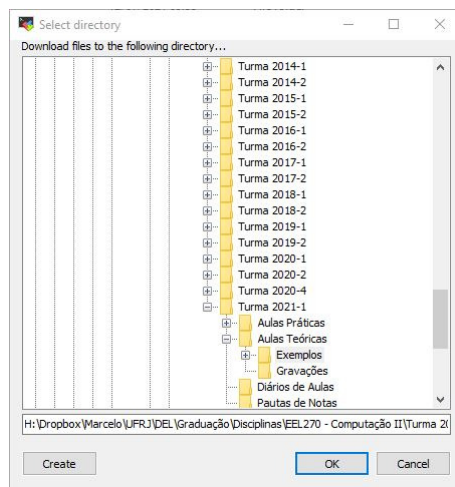 Select directory
Download files to the following directory...
Turma 2014-1
Turma 2014-2
Turma 2015-1
Turma 2015-2
Turma 2016-1
Turma 2016-2
Turma 2017-1
Turma 2017-2
Turma 2018-1
Turma 2018-2
Turma 2019-1
Turma 2019-2
Turma 2020-1
Turma 2020-2
Turma 2020-4
Turma 2021-1
Aulas Práticas
Aulas Teóricas
Exemplos
Gravações
Diários de Aulas
Pautas de Notas
H:\Dropbox\Marcelo\UFRJ\DEL\Graduação\Disciplinas\EEL270 - Computação II\Turma 20
Create OK Cancel